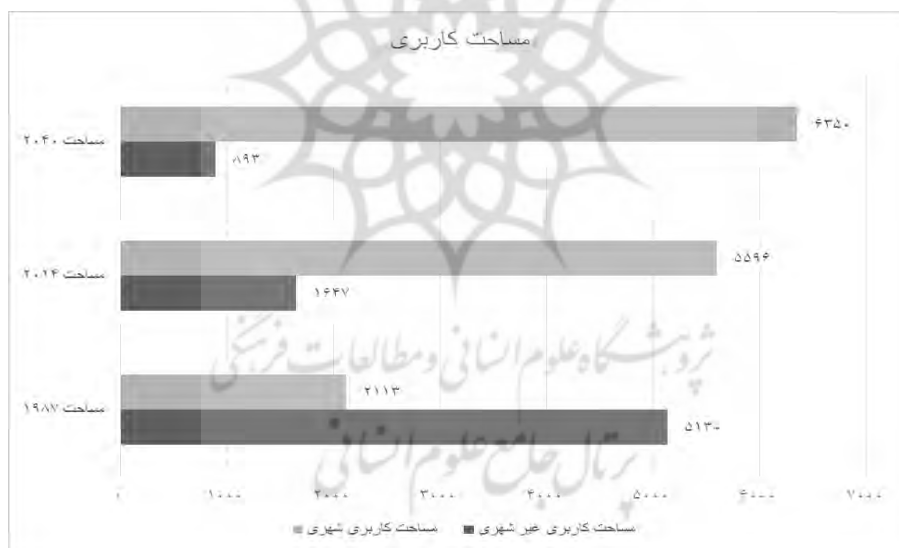 مساحت کاربری
مساحت ۲۰۴۰
۶۳۵۰
۸۹۳
مساحت ۲۰۲۴
۵۵۹۶
۱۶۴۷
پژوهشگاه علوم انسانی و مطالعات فرهنگی
مساحت ۱۹۸۷
۲۱۱۳
۵۱۳۰
پرتال جامع علوم انسانی
۰ ۱۰۰۰ ۲۰۰۰ ۳۰۰۰ ۴۰۰۰ ۵۰۰۰ ۶۰۰۰ ۷۰۰۰
مساحت کاربری غیر شهری مساحت کاربری شهری